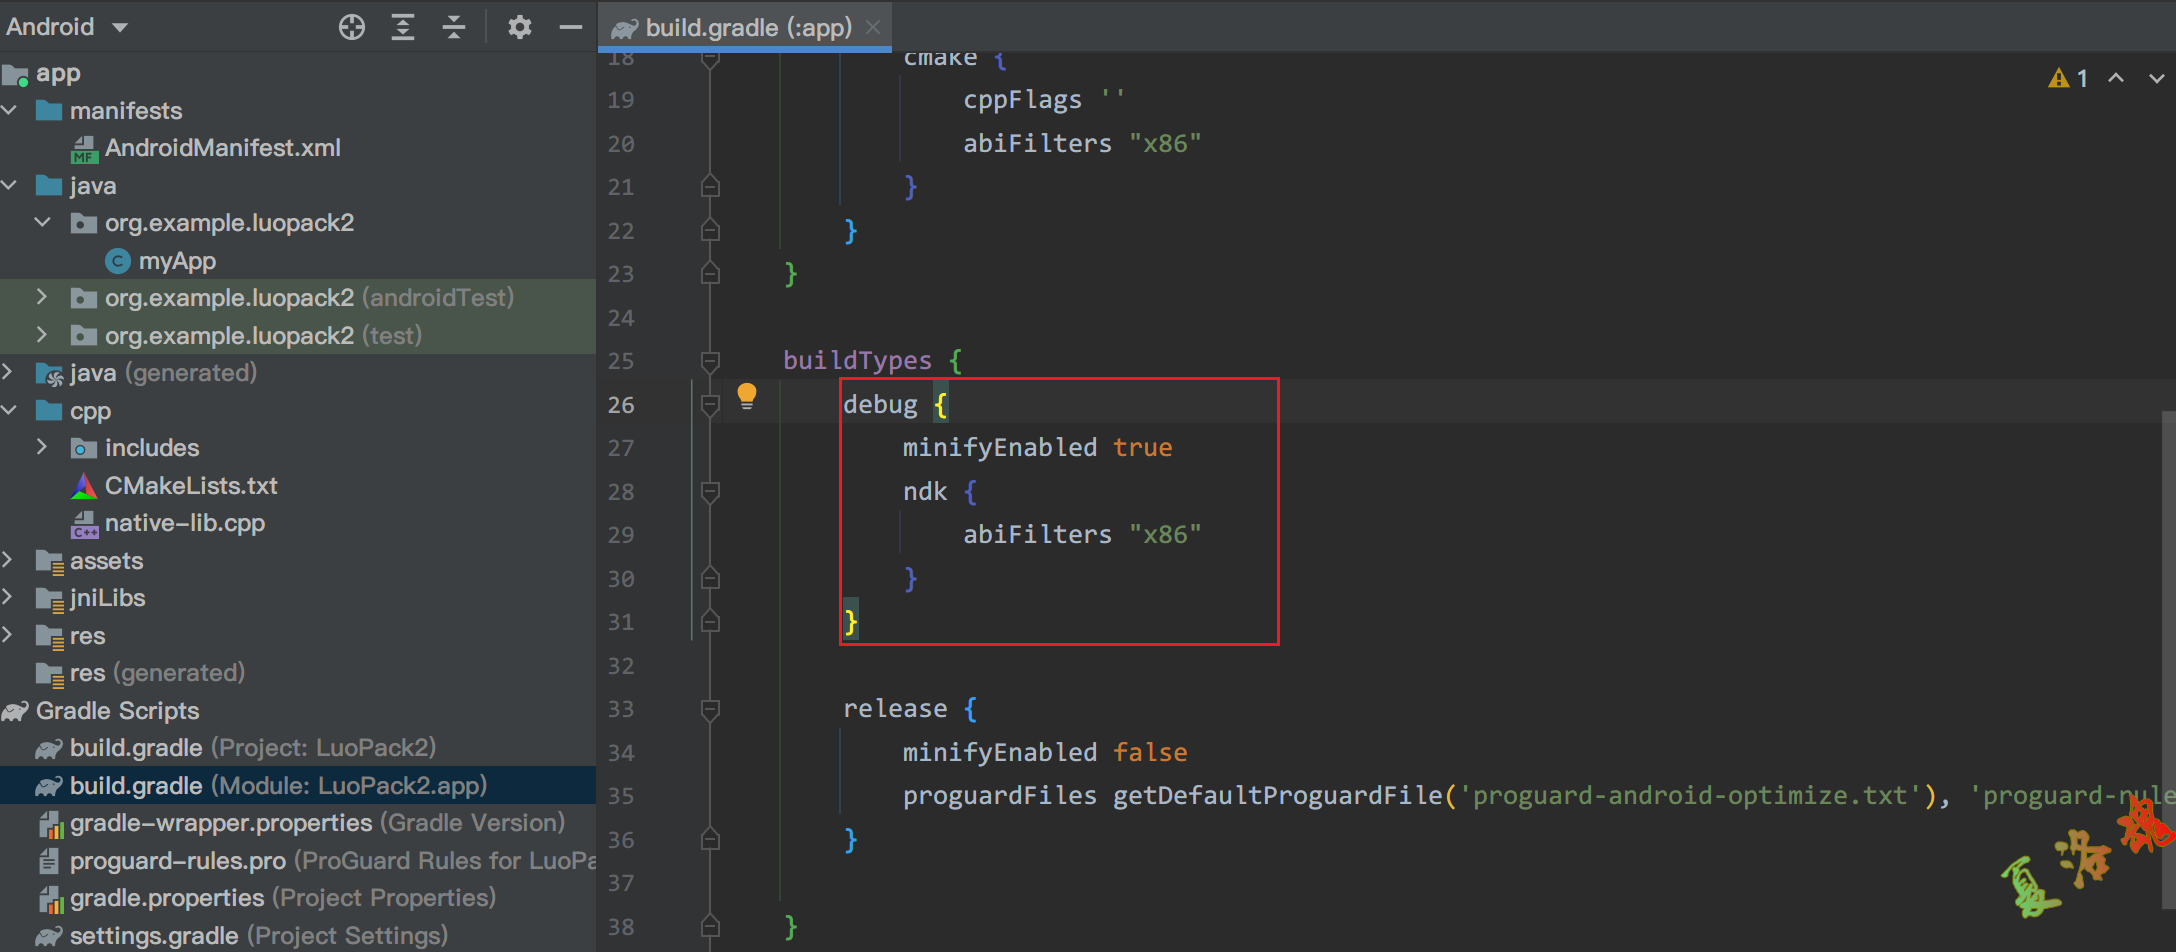 Android
app
manifests
AndroidManifest.xml
java
org.example.luopack2
myApp
org.example.luopack2 (androidTest)
org.example.luopack2 (test)
java (generated)
cpp
includes
CMakeLists.txt
native-lib.cpp
assets
jniLibs
res
res (generated)
Gradle Scripts
build.gradle (Project: LuoPack2)
build.gradle (Module: LuoPack2.app)
gradle-wrapper.properties (Gradle Version)
proguard-rules.pro (ProGuard Rules for LuoPa
gradle.properties (Project Properties)
settings.gradle (Project Settings)
build.gradle (:app)
1
18 cmake {
19 cppFlags ''
20 abiFilters "x86"
21 }
22 }
23 }
24
25 buildTypes {
26 debug {
27 minifyEnabled true
28 ndk {
29 abiFilters "x86"
30 }
31 }
32
33 release {
34 minifyEnabled false
35 proguardFiles getDefaultProguardFile('proguard-android-optimize.txt'), 'proguard-rule
36 }
37
38 }